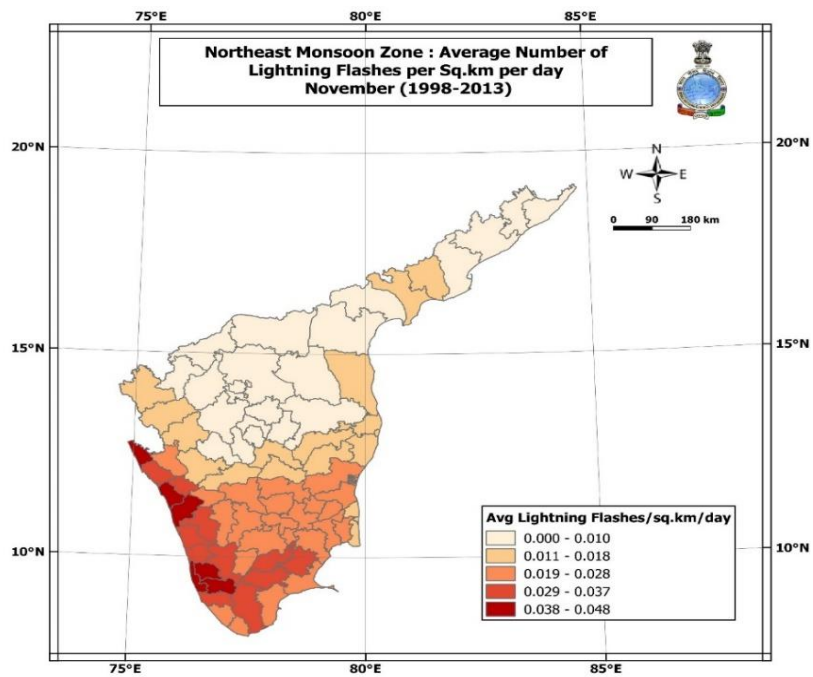 75°E 80°E 85°E
Northeast Monsoon Zone : Average Number of
Lightning Flashes per Sq.km per day
November (1998-2013)
20°N 20°N
N
W E
S
0 90 180 km
15°N 15°N
Avg Lightning Flashes/sq.km/day
0.000 - 0.010
0.011 - 0.018
0.019 - 0.028
0.029 - 0.037
0.038 - 0.048
10°N 10°N
75°E 80°E 85°E